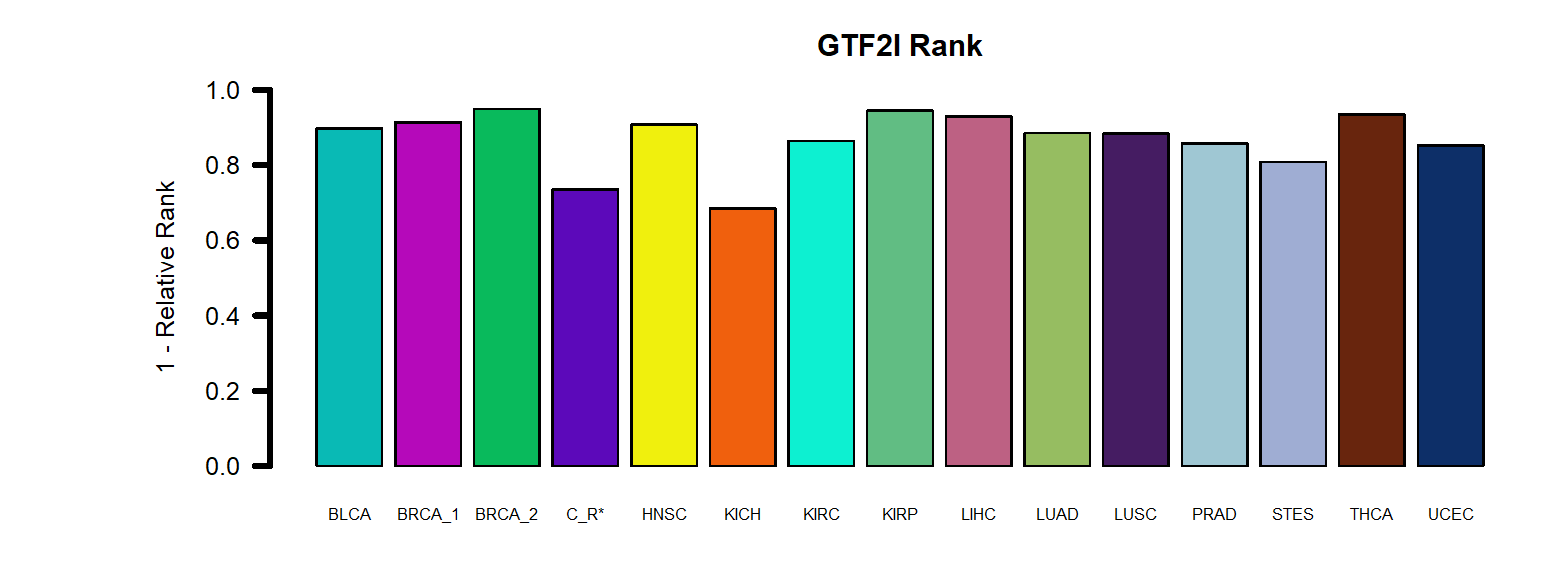 GTF2I Rank
1 - Relative Rank
1.0
0.8
0.6
0.4
0.2
0.0
BLCA BRCA_1 BRCA_2 C_R* HNSC KICH KIRC KIRP LIHC LUAD LUSC PRAD STES THCA UCEC